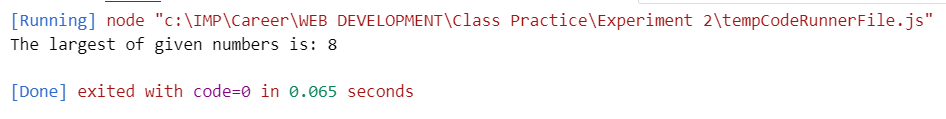 [Running] node "c:\IMP\Career\WEB DEVELOPMENT\Class Practice\Experiment 2\tempCodeRunnerFile.js"
The largest of given numbers is: 8
[Done] exited with code=0 in 0.065 seconds